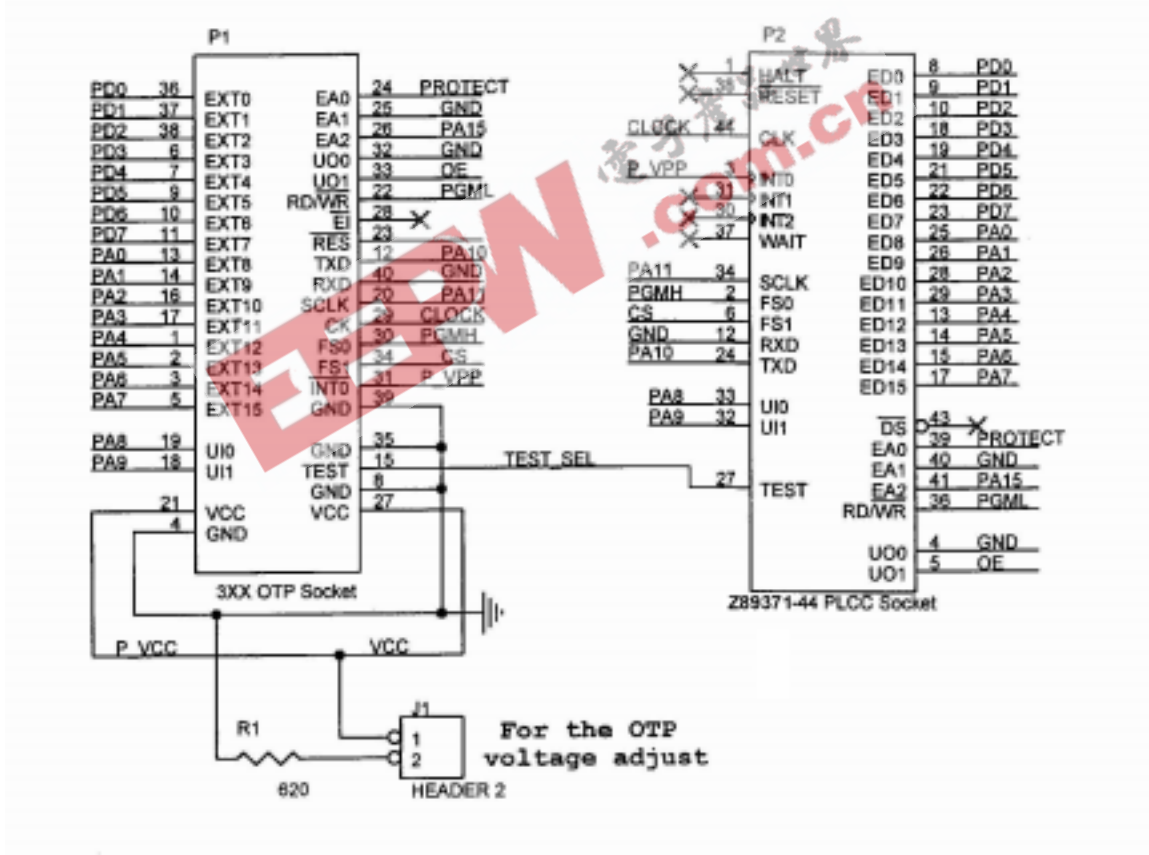 P1
PD0 36 EXT0 EA0 24 PROTECT
PD1 37 EXT1 EA1 25 GND
PD2 38 EXT2 EA2 26 PA15
PD3 6 EXT3 UO0 32 GND
PD4 7 EXT4 UO1 33 OE
PD5 9 EXT5 RD/WR 22 PGML
PD6 10 EXT6 EI 28
PD7 11 EXT7 RES 23
PA0 13 EXT8 TXD 12 PA10
PA1 14 EXT9 RXD 40 GND
PA2 16 EXT10 SCLK 20 PA11
PA3 17 EXT11 CK 29 CLOCK
PA4 1 EXT12 FS0 30 PGMH
PA5 2 EXT13 FS1 34 CS
PA6 3 EXT14 INT0 31 P_VPP
PA7 5 EXT15 GND 39
PA8 19 UI0 GND 35
PA9 18 UI1 TEST 15 TEST_SEL
GND 8
21 VCC VCC 27
4 GND
3XX OTP Socket
P_VCC VCC
R1
620
J1
1
2
HEADER 2
For the OTP
voltage adjust
P2
1 HALT ED0 8 PD0
RESET ED1 9 PD1
ED2 10 PD2
CLOCK 44 CLK ED3 18 PD3
ED4 19 PD4
P_VPP INT0 ED5 21 PD5
31 INT1 ED6 22 PD6
30 INT2 ED7 23 PD7
37 WAIT ED8 25 PA0
ED9 26 PA1
PA11 34 SCLK ED10 28 PA2
PGMH 2 FS0 ED11 29 PA3
CS 6 FS1 ED12 13 PA4
GND 12 RXD ED13 14 PA5
PA10 24 TXD ED14 15 PA6
ED15 17 PA7
PA8 33 UI0
PA9 32 UI1 DS 43
EA0 39 PROTECT
EA1 40 GND
27 TEST EA2 41 PA15
RD/WR 36 PGML
UO0 4 GND
UO1 5 OE
Z89371-44 PLCC Socket
EEPW
.com.cn
電子產品世界